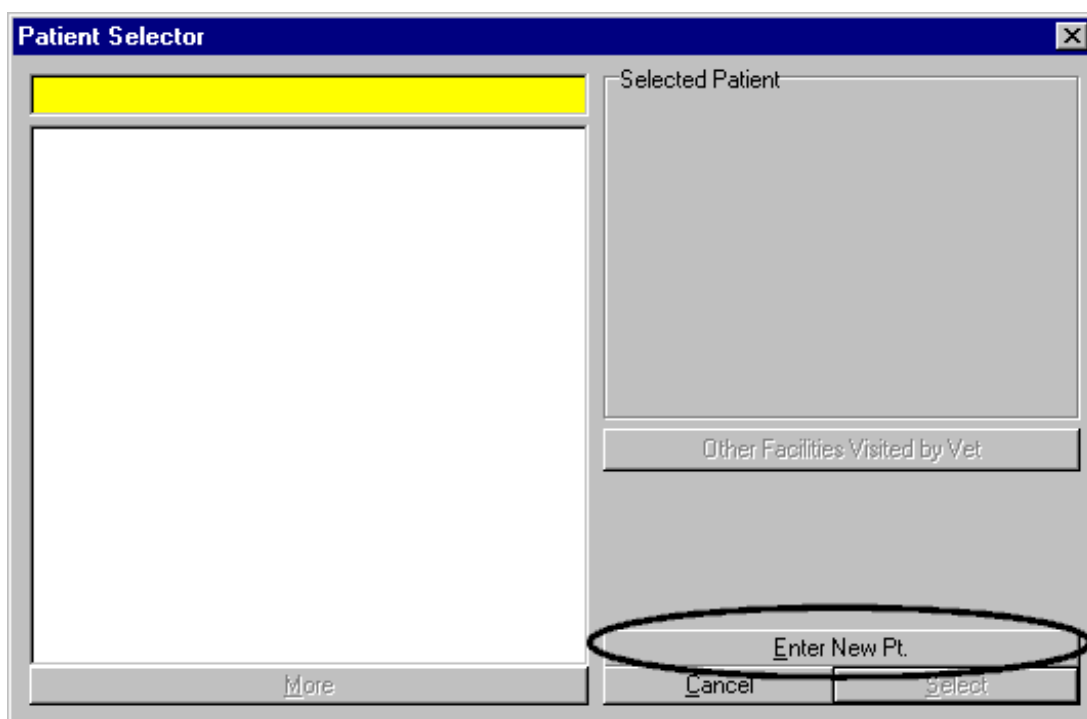 Patient Selector
Selected Patient
Other Facilities Visited by Vet
Enter New Pt.
More
Cancel
Select